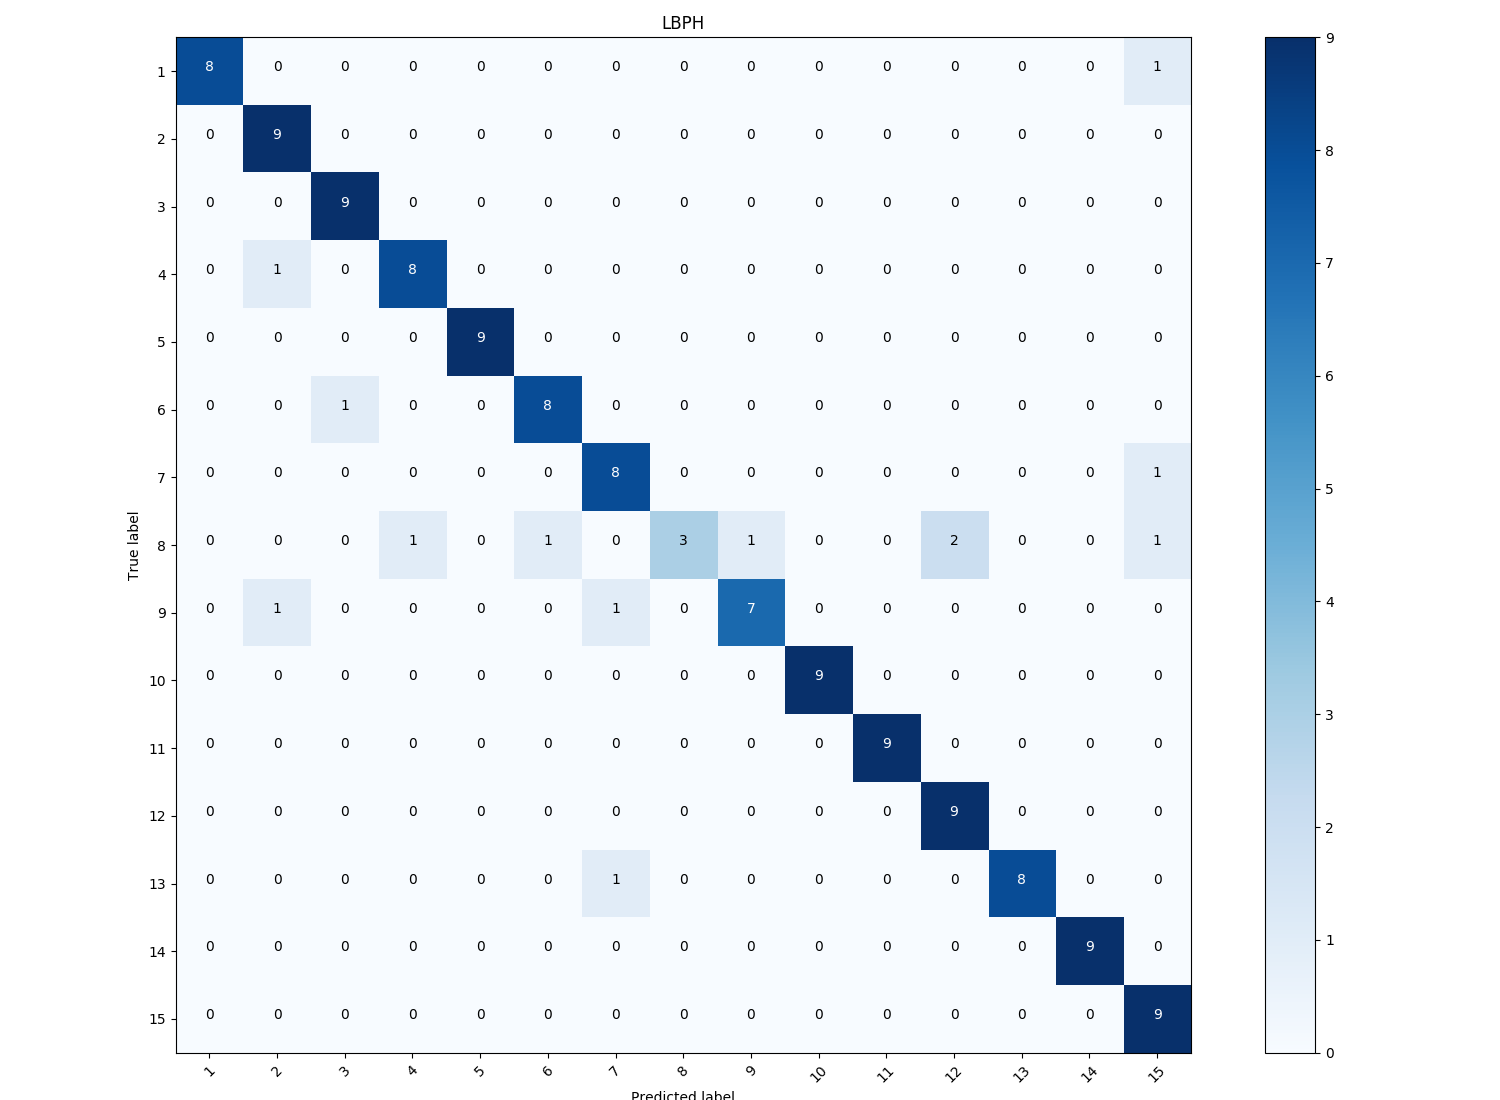 LBPH
1 8 0 0 0 0 0 0 0 0 0 0 0 0 0 1
2 0 9 0 0 0 0 0 0 0 0 0 0 0 0 0
3 0 0 9 0 0 0 0 0 0 0 0 0 0 0 0
4 0 1 0 8 0 0 0 0 0 0 0 0 0 0 0
5 0 0 0 0 9 0 0 0 0 0 0 0 0 0 0
6 0 0 1 0 0 8 0 0 0 0 0 0 0 0 0
7 0 0 0 0 0 0 8 0 0 0 0 0 0 0 1
8 0 0 0 1 0 1 0 3 1 0 0 2 0 0 1
9 0 1 0 0 0 0 1 0 7 0 0 0 0 0 0
10 0 0 0 0 0 0 0 0 0 9 0 0 0 0 0
11 0 0 0 0 0 0 0 0 0 0 9 0 0 0 0
12 0 0 0 0 0 0 0 0 0 0 0 9 0 0 0
13 0 0 0 0 0 0 1 0 0 0 0 0 8 0 0
14 0 0 0 0 0 0 0 0 0 0 0 0 0 9 0
15 0 0 0 0 0 0 0 0 0 0 0 0 0 0 9
1 2 3 4 5 6 7 8 9 10 11 12 13 14 15
True label
Predicted label
9
8
7
6
5
4
3
2
1
0